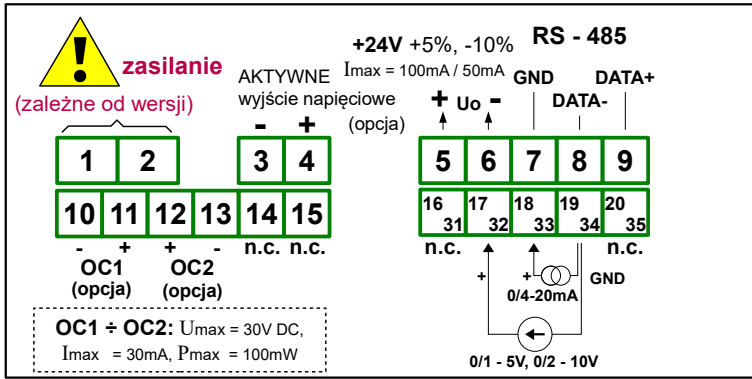 +24V +5%, -10%
RS - 485
! zasilanie
AKTYWNE
Imax = 100mA / 50mA
GND
DATA+
(zależne od wersji)
wyjście napięciowe
+ Uo -
DATA-
- +
(opcja)
1 2 3 4 5 6 7 8 9
10 11 12 13 14 15 16 31 17 32 18 33 19 34 20 35
- + + - n.c. n.c. n.c. n.c.
OC1 OC2
(opcja) (opcja)
+ + GND
0/4-20mA
OC1 ÷ OC2: Umax = 30V DC,
Imax = 30mA, Pmax = 100mW
0/1 - 5V, 0/2 - 10V